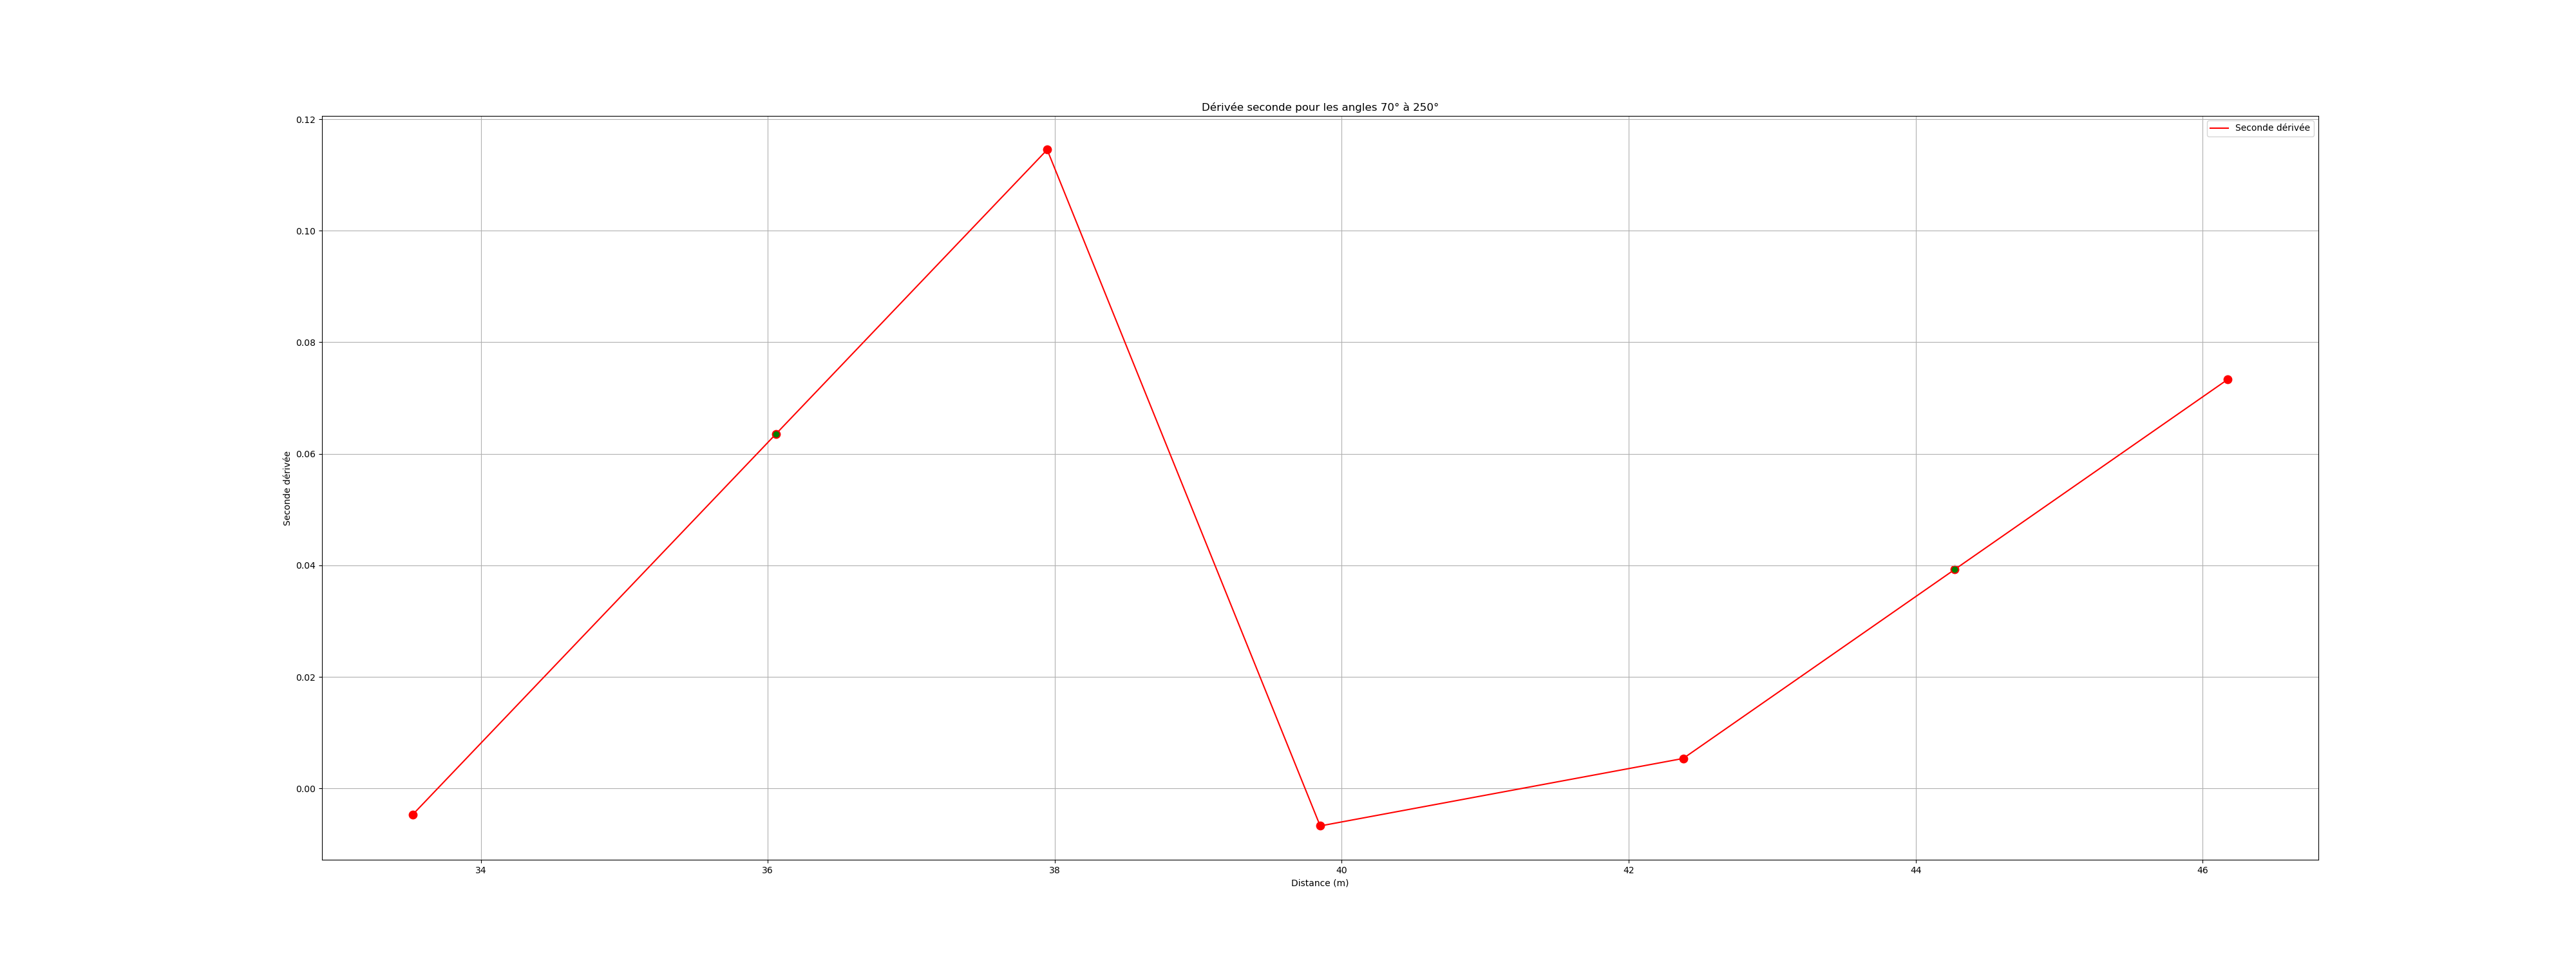 Dérivée seconde pour les angles 70° à 250°
Seconde dérivée
0.12
0.10
0.08
0.06
0.04
0.02
0.00
Seconde dérivée
34 36 38 40 42 44 46
Distance (m)